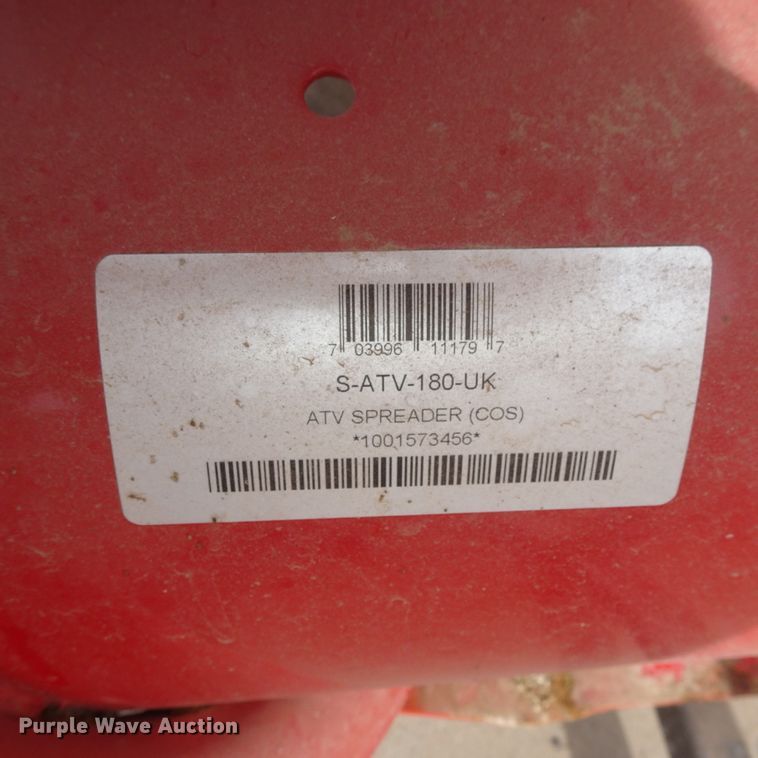 7 03996 11179 7
S-ATV-180-UK
ATV SPREADER (COS)
*1001573456*
Purple Wave Auction